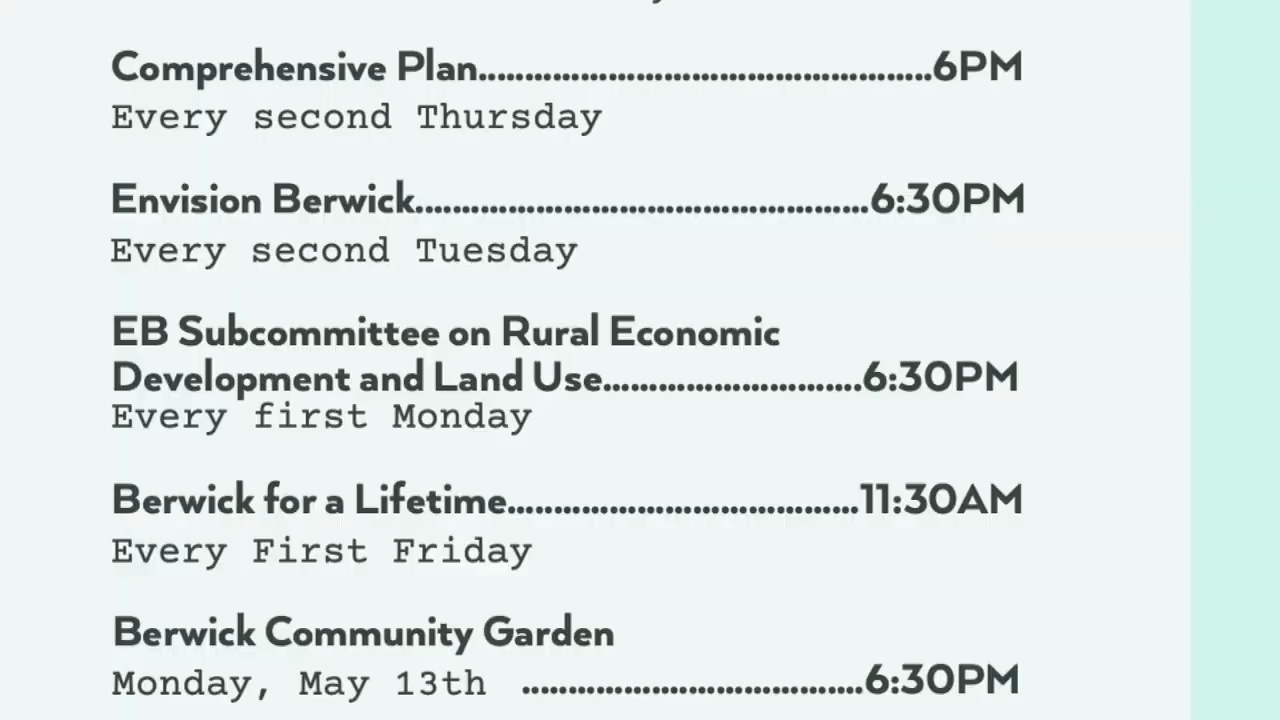 Comprehensive Plan.................................................6PM
Every second Thursday
Envision Berwick.................................................6:30PM
Every second Tuesday
EB Subcommittee on Rural Economic
Development and Land Use............................6:30PM
Every first Monday
Berwick for a Lifetime......................................11:30AM
Every First Friday
Berwick Community Garden
Monday, May 13th .....................................6:30PM